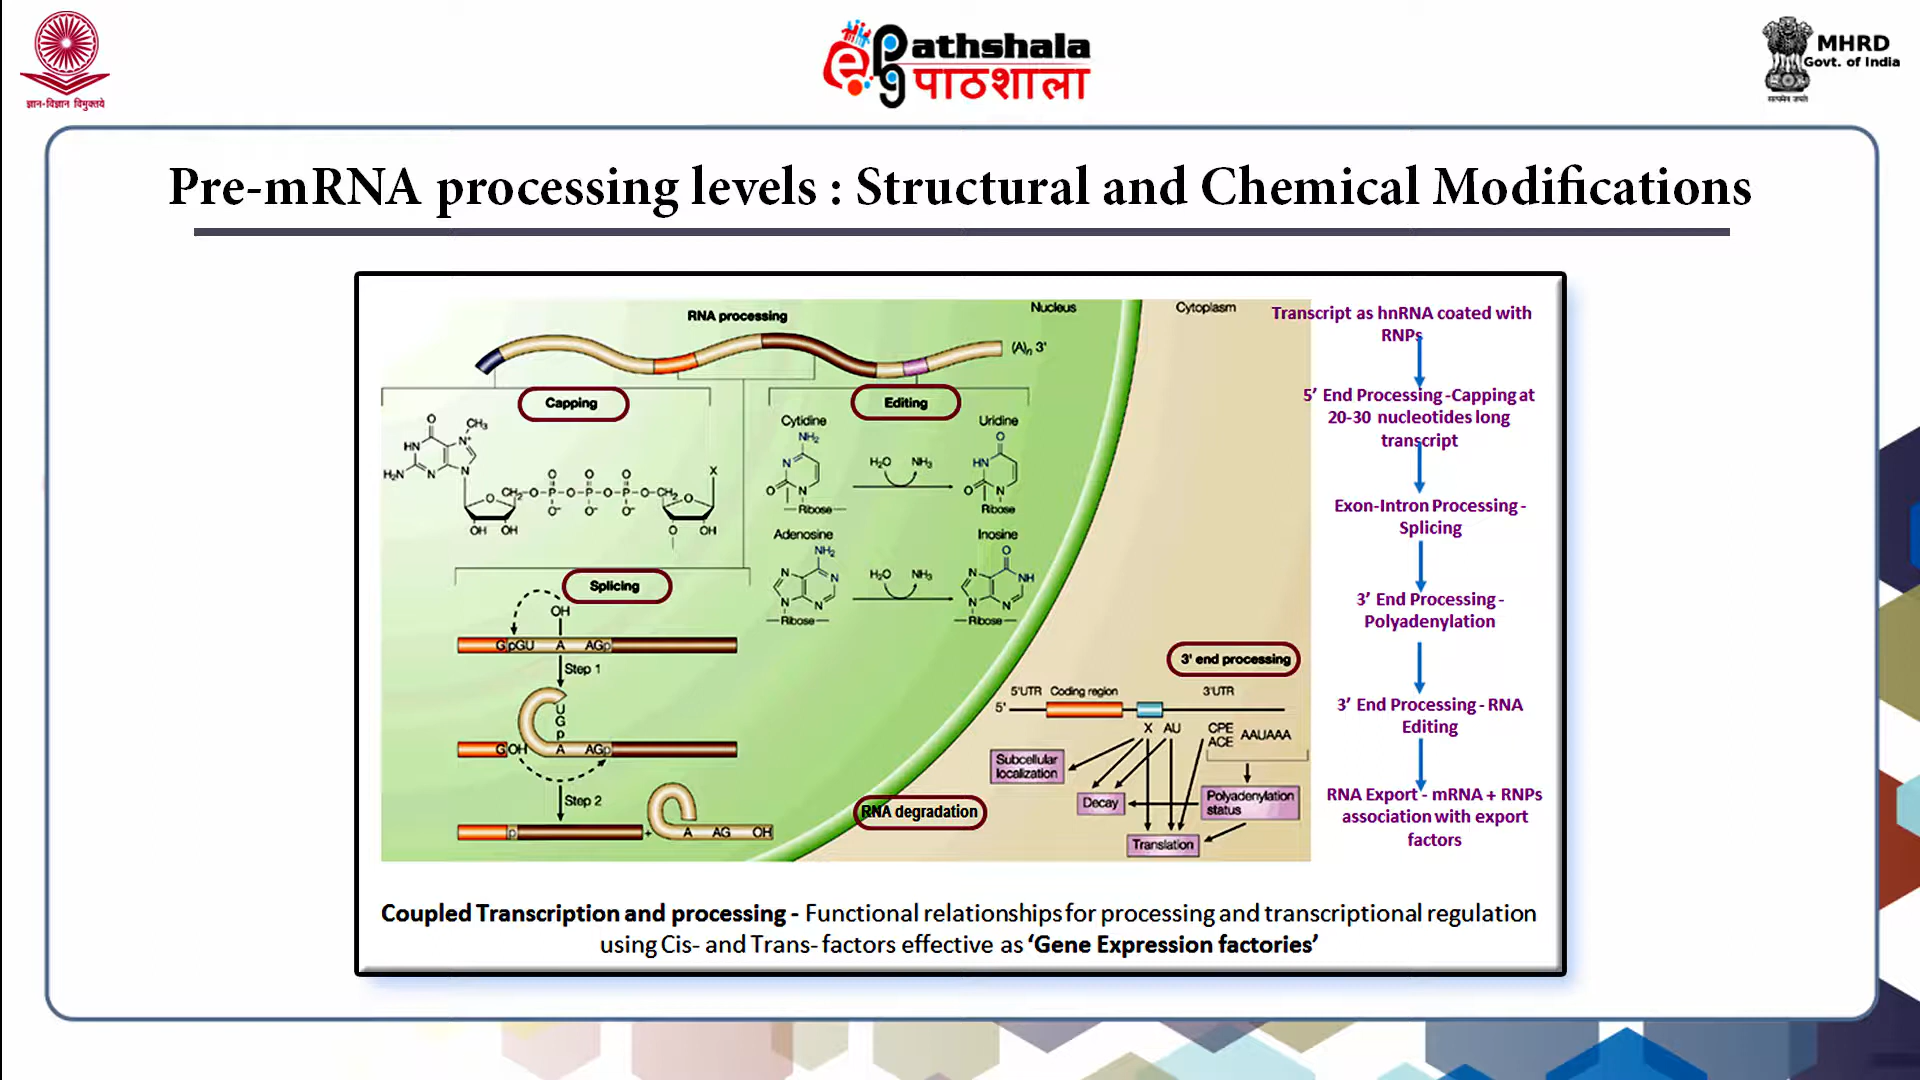 ज्ञान-विज्ञान विमुक्तये
ePgPathshala
पाठशाला
MHRD
Govt. of India
सत्यमेव जयते
Pre-mRNA processing levels : Structural and Chemical Modifications
RNA processing
Nucleus
Cytoplasm
(A)n 3'
Capping
Editing
O
CH₃
HN
N⁺
H₂N
N
N
CH₂-O-P-O-P-O-P-O-CH₂
O O O
O⁻ O⁻ O⁻
X
O
O
OH OH
O
OH
Cytidine
NH₂
N
O
N
Ribose
H₂O
NH₃
Uridine
O
HN
O
N
Ribose
Adenosine
NH₂
N
N
N
N
Ribose
H₂O
NH₃
Inosine
O
N
NH
N
N
Ribose
Splicing
OH
G pGU A AGp
Step 1
U
G
p
G OH A AGp
Step 2
p + A AG OH
RNA degradation
3' end processing
5'UTR Coding region 3'UTR
5'
X AU CPE AAUAAA
ACE
Subcellular
localization
Decay
Polyadenylation
status
Translation
Transcript as hnRNA coated with
RNPs
5’ End Processing -Capping at
20-30 nucleotides long
transcript
Exon-Intron Processing -
Splicing
3’ End Processing -
Polyadenylation
3’ End Processing - RNA
Editing
RNA Export - mRNA + RNPs
association with export
factors
Coupled Transcription and processing - Functional relationships for processing and transcriptional regulation
using Cis- and Trans- factors effective as ‘Gene Expression factories’